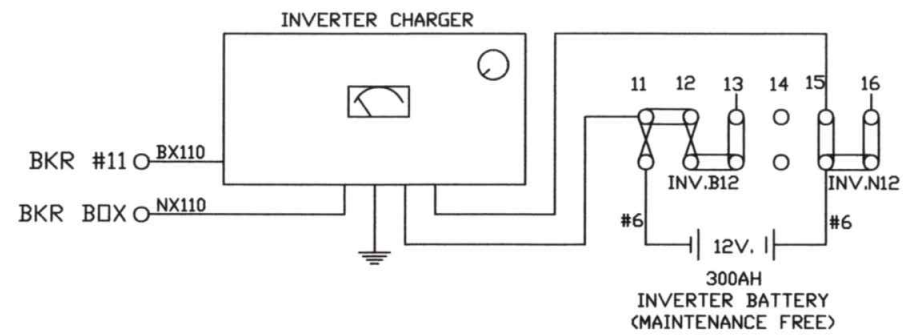 INVERTER CHARGER
11 12 13 14 15 16
BKR #11 BX110
BKR BOX NX110
INV.B12 INV.N12
#6 #6
12V.
300AH
INVERTER BATTERY
(MAINTENANCE FREE)